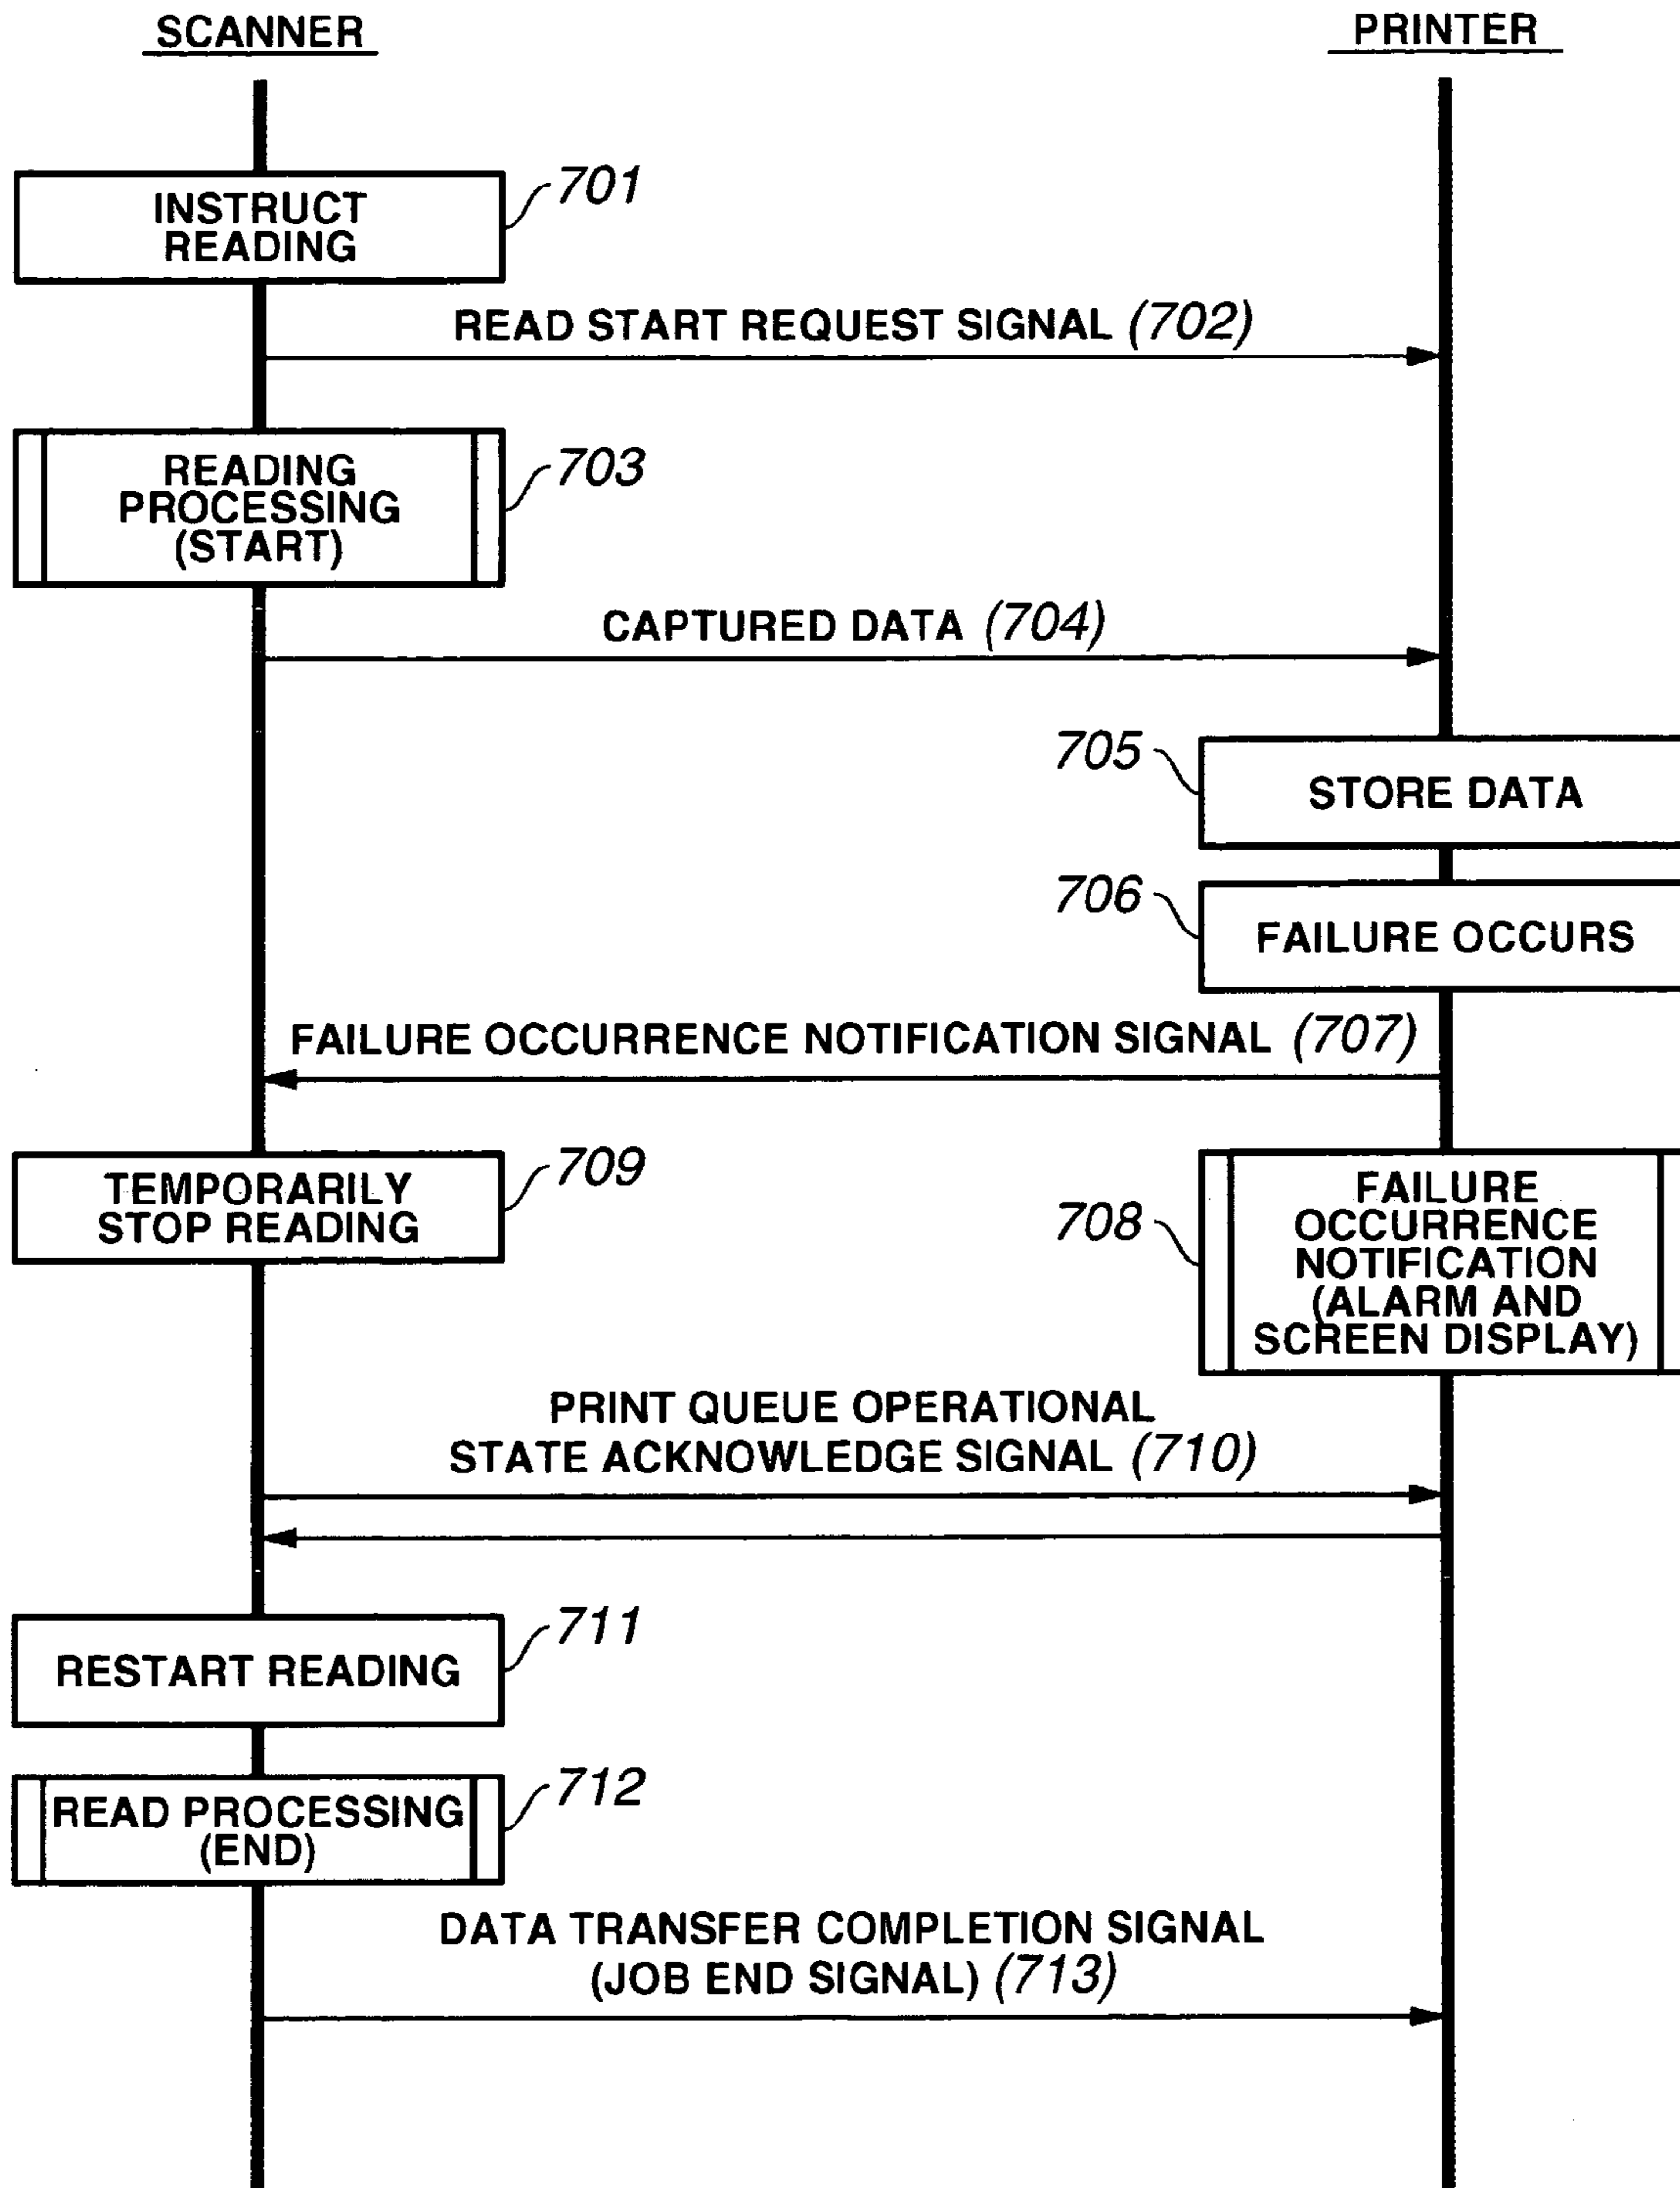 SCANNER
PRINTER
INSTRUCT
READING
701
READ START REQUEST SIGNAL (702)
READING
PROCESSING
(START)
703
CAPTURED DATA (704)
705
STORE DATA
706
FAILURE OCCURS
FAILURE OCCURRENCE NOTIFICATION SIGNAL (707)
TEMPORARILY
STOP READING
709
708
FAILURE
OCCURRENCE
NOTIFICATION
(ALARM AND
SCREEN DISPLAY)
PRINT QUEUE OPERATIONAL
STATE ACKNOWLEDGE SIGNAL (710)
RESTART READING
711
READ PROCESSING
(END)
712
DATA TRANSFER COMPLETION SIGNAL
(JOB END SIGNAL) (713)